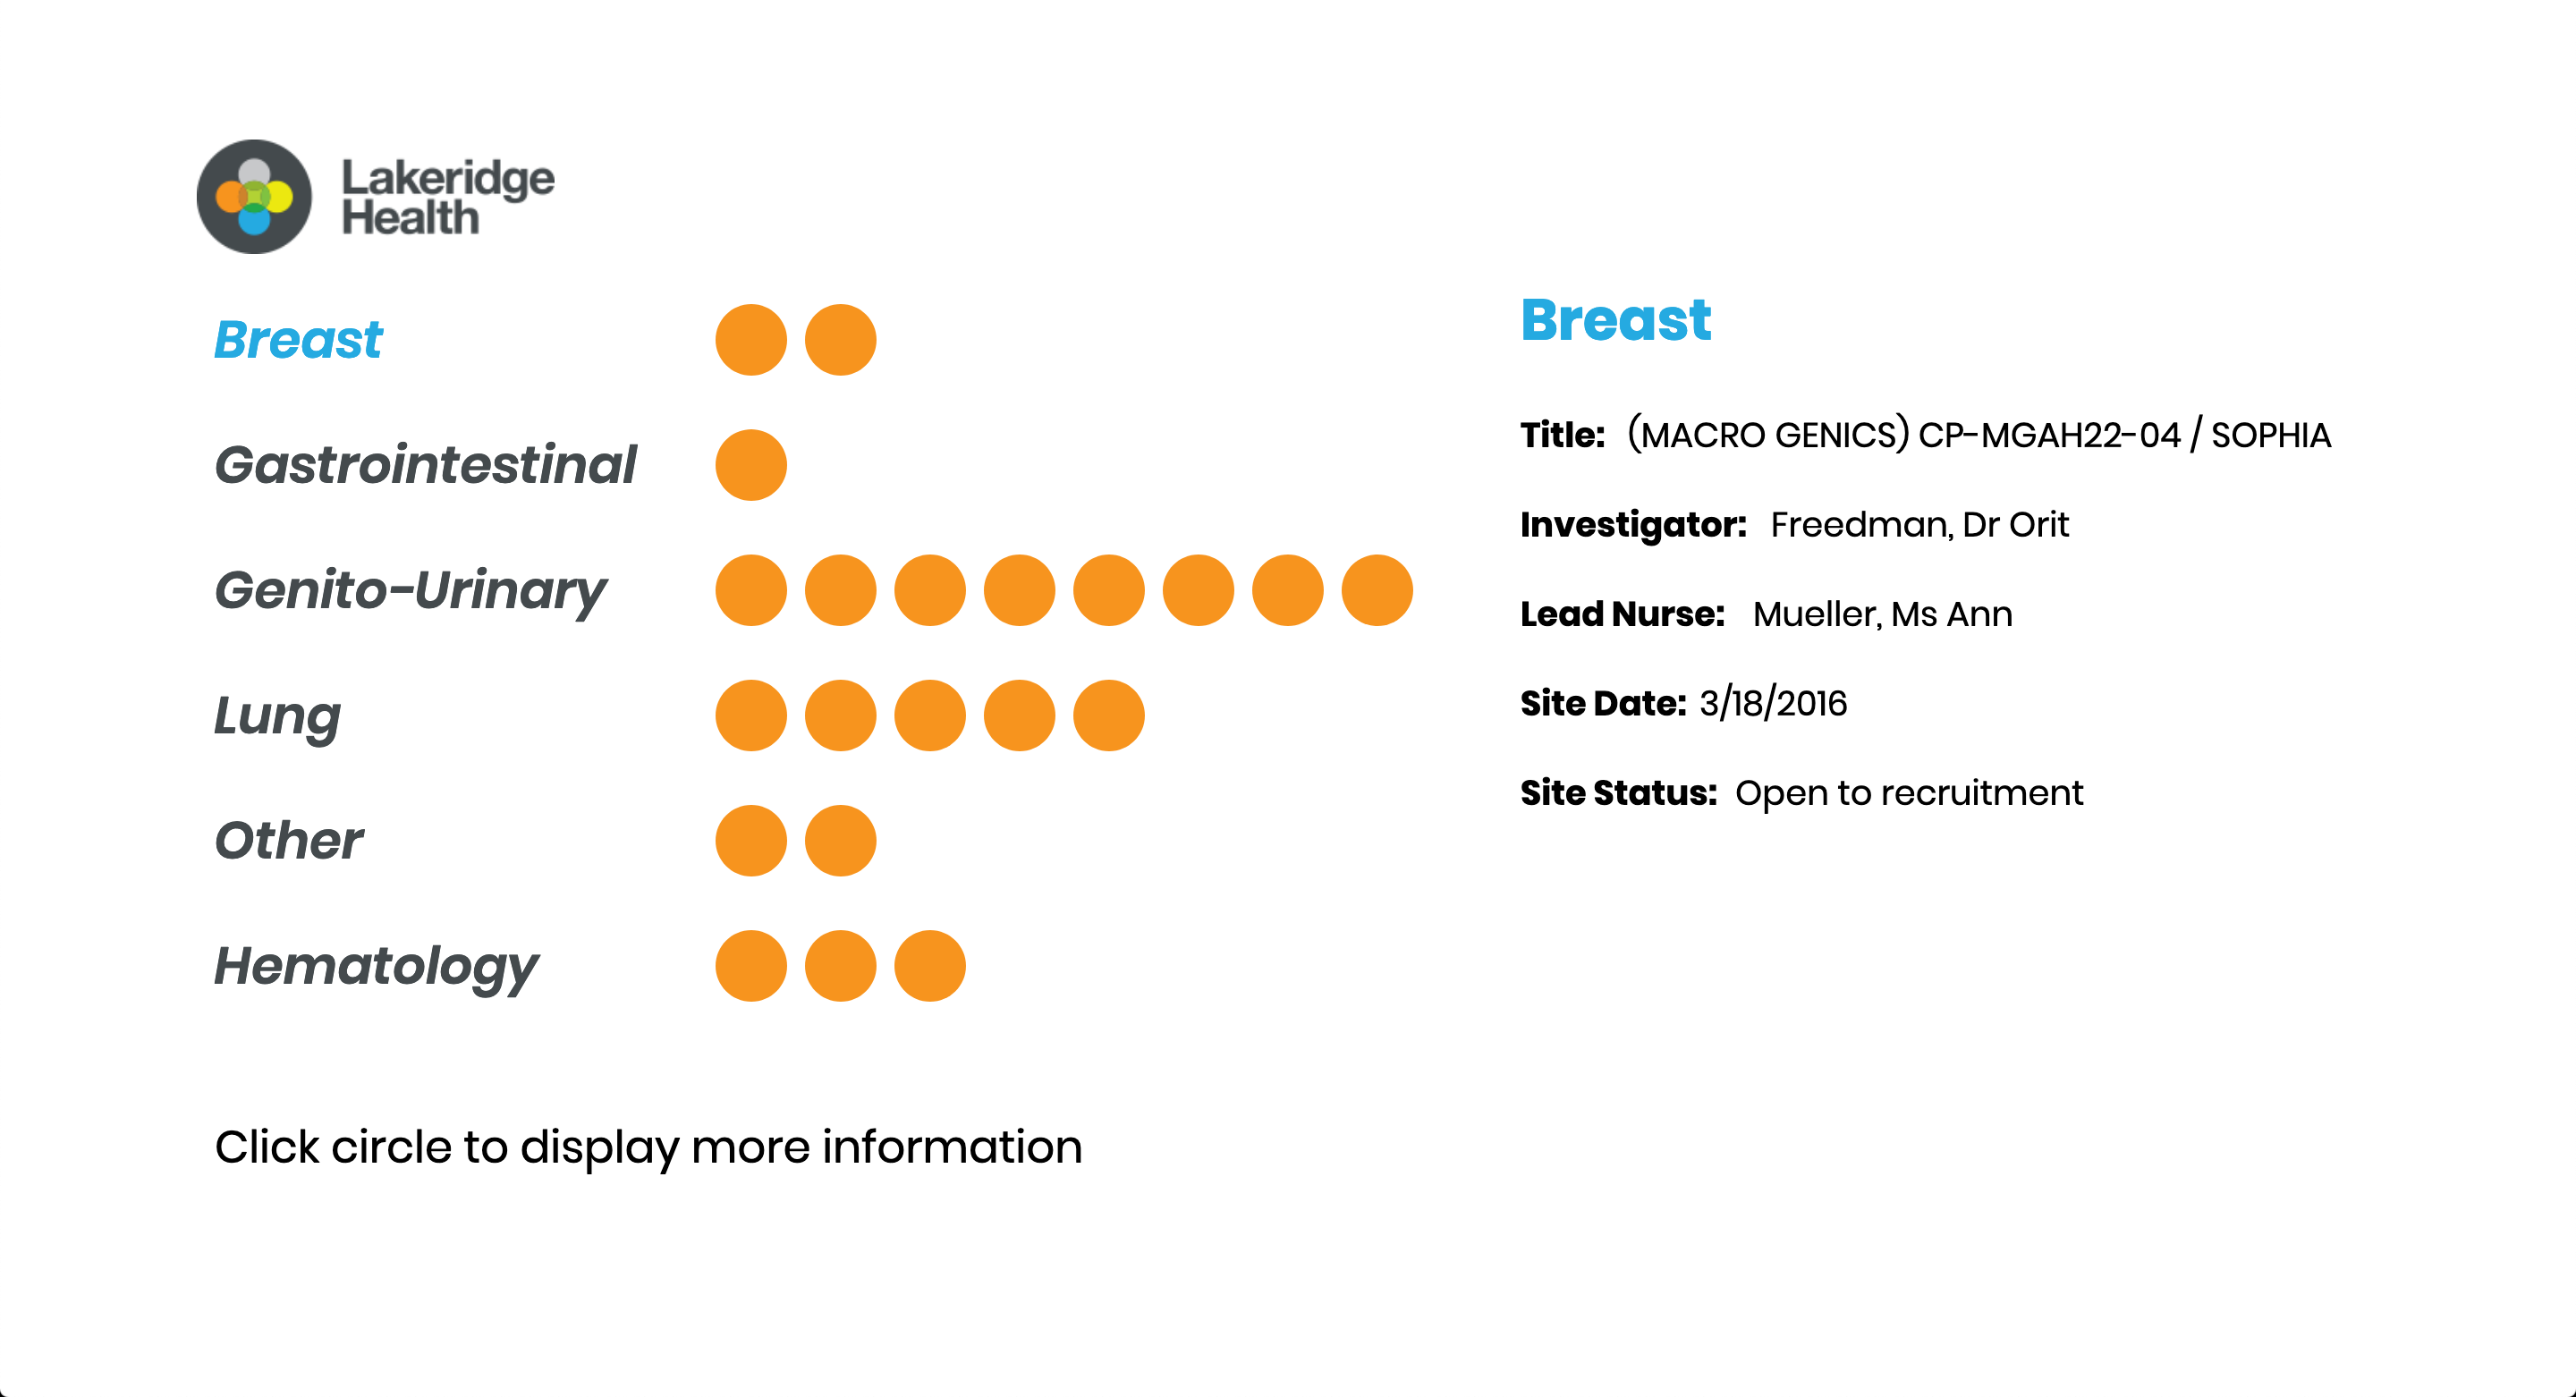 Lakeridge
Health
Breast
Gastrointestinal
Genito-Urinary
Lung
Other
Hematology
Click circle to display more information
Breast
Title: (MACRO GENICS) CP-MGAH22-04 / SOPHIA
Investigator: Freedman, Dr Orit
Lead Nurse: Mueller, Ms Ann
Site Date: 3/18/2016
Site Status: Open to recruitment